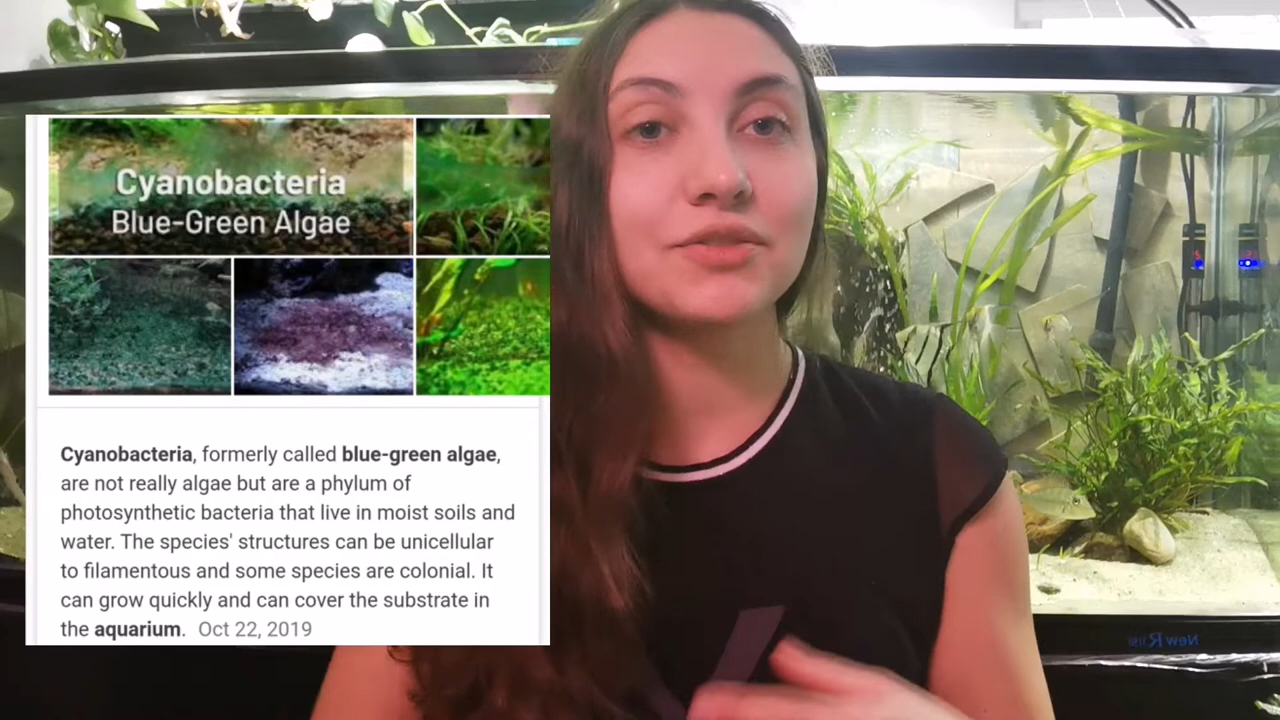 Cyanobacteria
Blue-Green Algae
Cyanobacteria, formerly called blue-green algae,
are not really algae but are a phylum of
photosynthetic bacteria that live in moist soils and
water. The species' structures can be unicellular
to filamentous and some species are colonial. It
can grow quickly and can cover the substrate in
the aquarium. Oct 22, 2019